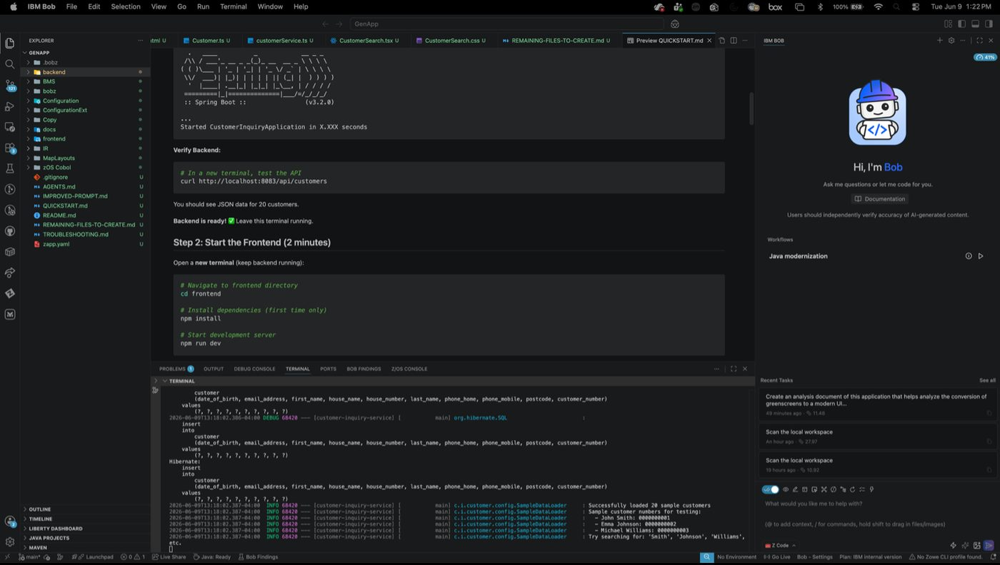 IBM Bob File Edit Selection View Go Run Terminal Window Help
box 100% Tue Jun 9 1:22 PM
GenApp
EXPLORER
GENAPP
.bobz
backend
BMS
bobz
Configuration
ConfigurationExt
Copy
docs
frontend
IR
MapLayouts
zOS Cobol
.gitignore U
AGENTS.md U
IMPROVED-PROMPT.md U
QUICKSTART.md U
README.md U
REMAINING-FILES-TO-CREATE.md U
TROUBLESHOOTING.md U
zapp.yaml U
OUTLINE
TIMELINE
LIBERTY DASHBOARD
JAVA PROJECTS
MAVEN
html U Customer.ts U customerService.ts U CustomerSearch.tsx U CustomerSearch.css U REMAINING-FILES-TO-CREATE.md U Preview QUICKSTART.md
:: Spring Boot :: (v3.2.0)
...
Started CustomerInquiryApplication in X.XXX seconds
Verify Backend:
# In a new terminal, test the API
curl http://localhost:8083/api/customers
You should see JSON data for 20 customers.
Backend is ready! ✅ Leave this terminal running.
Step 2: Start the Frontend (2 minutes)
Open a new terminal (keep backend running):
# Navigate to frontend directory
cd frontend
# Install dependencies (first time only)
npm install
# Start development server
npm run dev
PROBLEMS 1 OUTPUT DEBUG CONSOLE TERMINAL PORTS BOB FINDINGS Z/OS CONSOLE
TERMINAL
customer
(date_of_birth, email_address, first_name, house_name, house_number, last_name, phone_home, phone_mobile, postcode, customer_number)
values
(?, ?, ?, ?, ?, ?, ?, ?, ?, ?)
2026-06-09T13:18:02.386-04:00 DEBUG 68420 --- [customer-inquiry-service] [ main] org.hibernate.SQL :
insert
into
customer
(date_of_birth, email_address, first_name, house_name, house_number, last_name, phone_home, phone_mobile, postcode, customer_number)
values
(?, ?, ?, ?, ?, ?, ?, ?, ?, ?)
Hibernate:
insert
into
customer
(date_of_birth, email_address, first_name, house_name, house_number, last_name, phone_home, phone_mobile, postcode, customer_number)
values
(?, ?, ?, ?, ?, ?, ?, ?, ?, ?)
2026-06-09T13:18:02.387-04:00 INFO 68420 --- [customer-inquiry-service] [ main] c.i.customer.config.SampleDataLoader : Successfully loaded 20 sample customers
2026-06-09T13:18:02.387-04:00 INFO 68420 --- [customer-inquiry-service] [ main] c.i.customer.config.SampleDataLoader : Sample customer numbers for testing:
2026-06-09T13:18:02.387-04:00 INFO 68420 --- [customer-inquiry-service] [ main] c.i.customer.config.SampleDataLoader : - John Smith: 0000000001
2026-06-09T13:18:02.387-04:00 INFO 68420 --- [customer-inquiry-service] [ main] c.i.customer.config.SampleDataLoader : - Emma Johnson: 0000000002
2026-06-09T13:18:02.387-04:00 INFO 68420 --- [customer-inquiry-service] [ main] c.i.customer.config.SampleDataLoader : - Michael Williams: 0000000003
2026-06-09T13:18:02.387-04:00 INFO 68420 --- [customer-inquiry-service] [ main] c.i.customer.config.SampleDataLoader : Try searching for: 'Smith', 'Johnson', 'Williams',
etc.
IBM BOB
41%
Hi, I'm Bob
Ask me questions or let me code for you.
Documentation
Users should independently verify accuracy of AI-generated content.
Workflows
Java modernization
Recent Tasks See all
Create an analysis document of this application that helps analyze the conversion of
greenscreens to a modern UI...
49 minutes ago · 11.46
Scan the local workspace
An hour ago · 27.97
Scan the local workspace
19 hours ago · 10.92
What would you like me to help with?
(@ to add context, / for commands, hold shift to drag in files/images)
Z Code
main* Launchpad 0 1 Live Share Java: Ready Bob Findings No Environment Go Live Bob - Settings Plan: IBM internal version No Zowe CLI profile found.